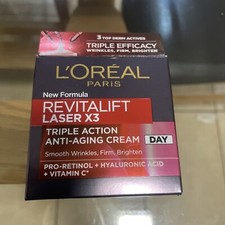 3 TOP DERM ACTIVES
TRIPLE EFFICACY
WRINKLES, FIRM, BRIGHTEN
L'ORÉAL
PARIS
New Formula
REVITALIFT
LASER X3
TRIPLE ACTION
ANTI-AGING CREAM DAY
Smooth Wrinkles, Firm, Brighten
PRO-RETINOL + HYALURONIC ACID
+ VITAMIN C*